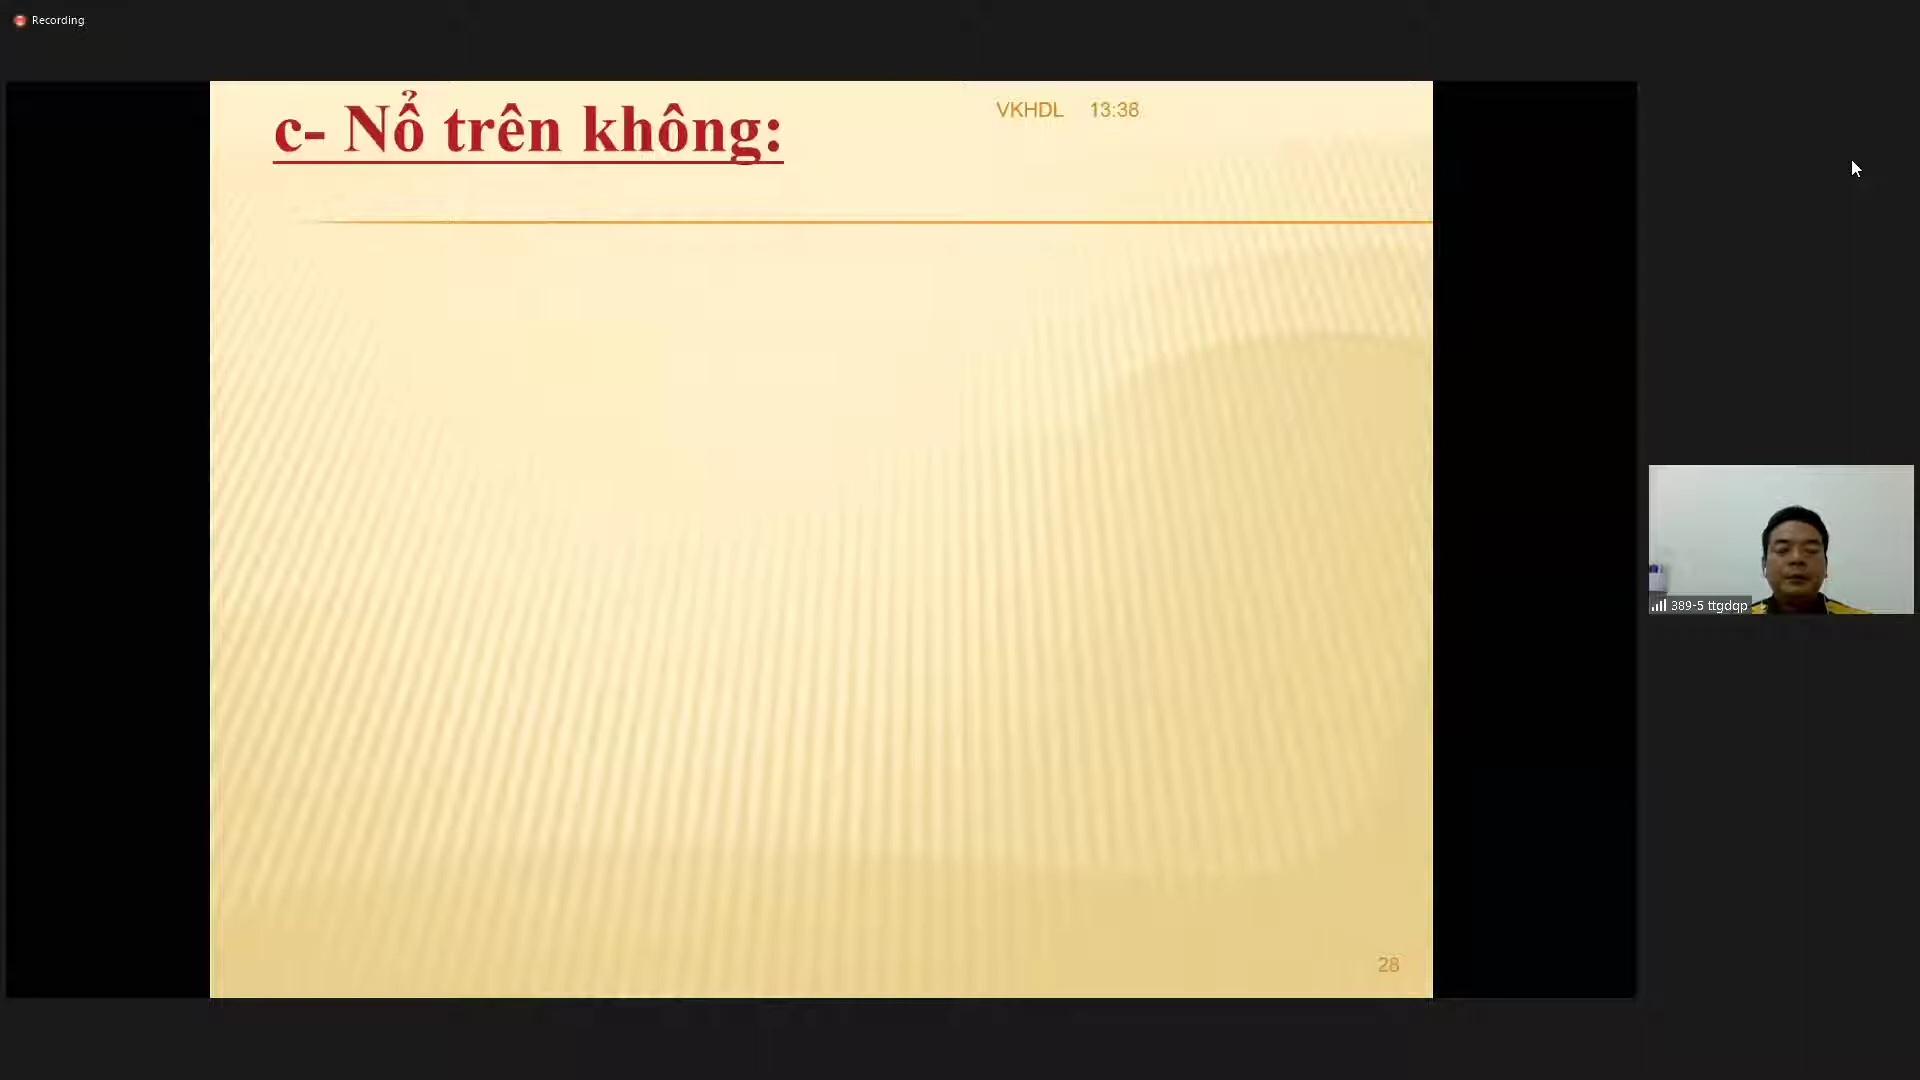 Recording
c- Nổ trên không:
VKHDL 13:38
389-5 ttgdqp
28